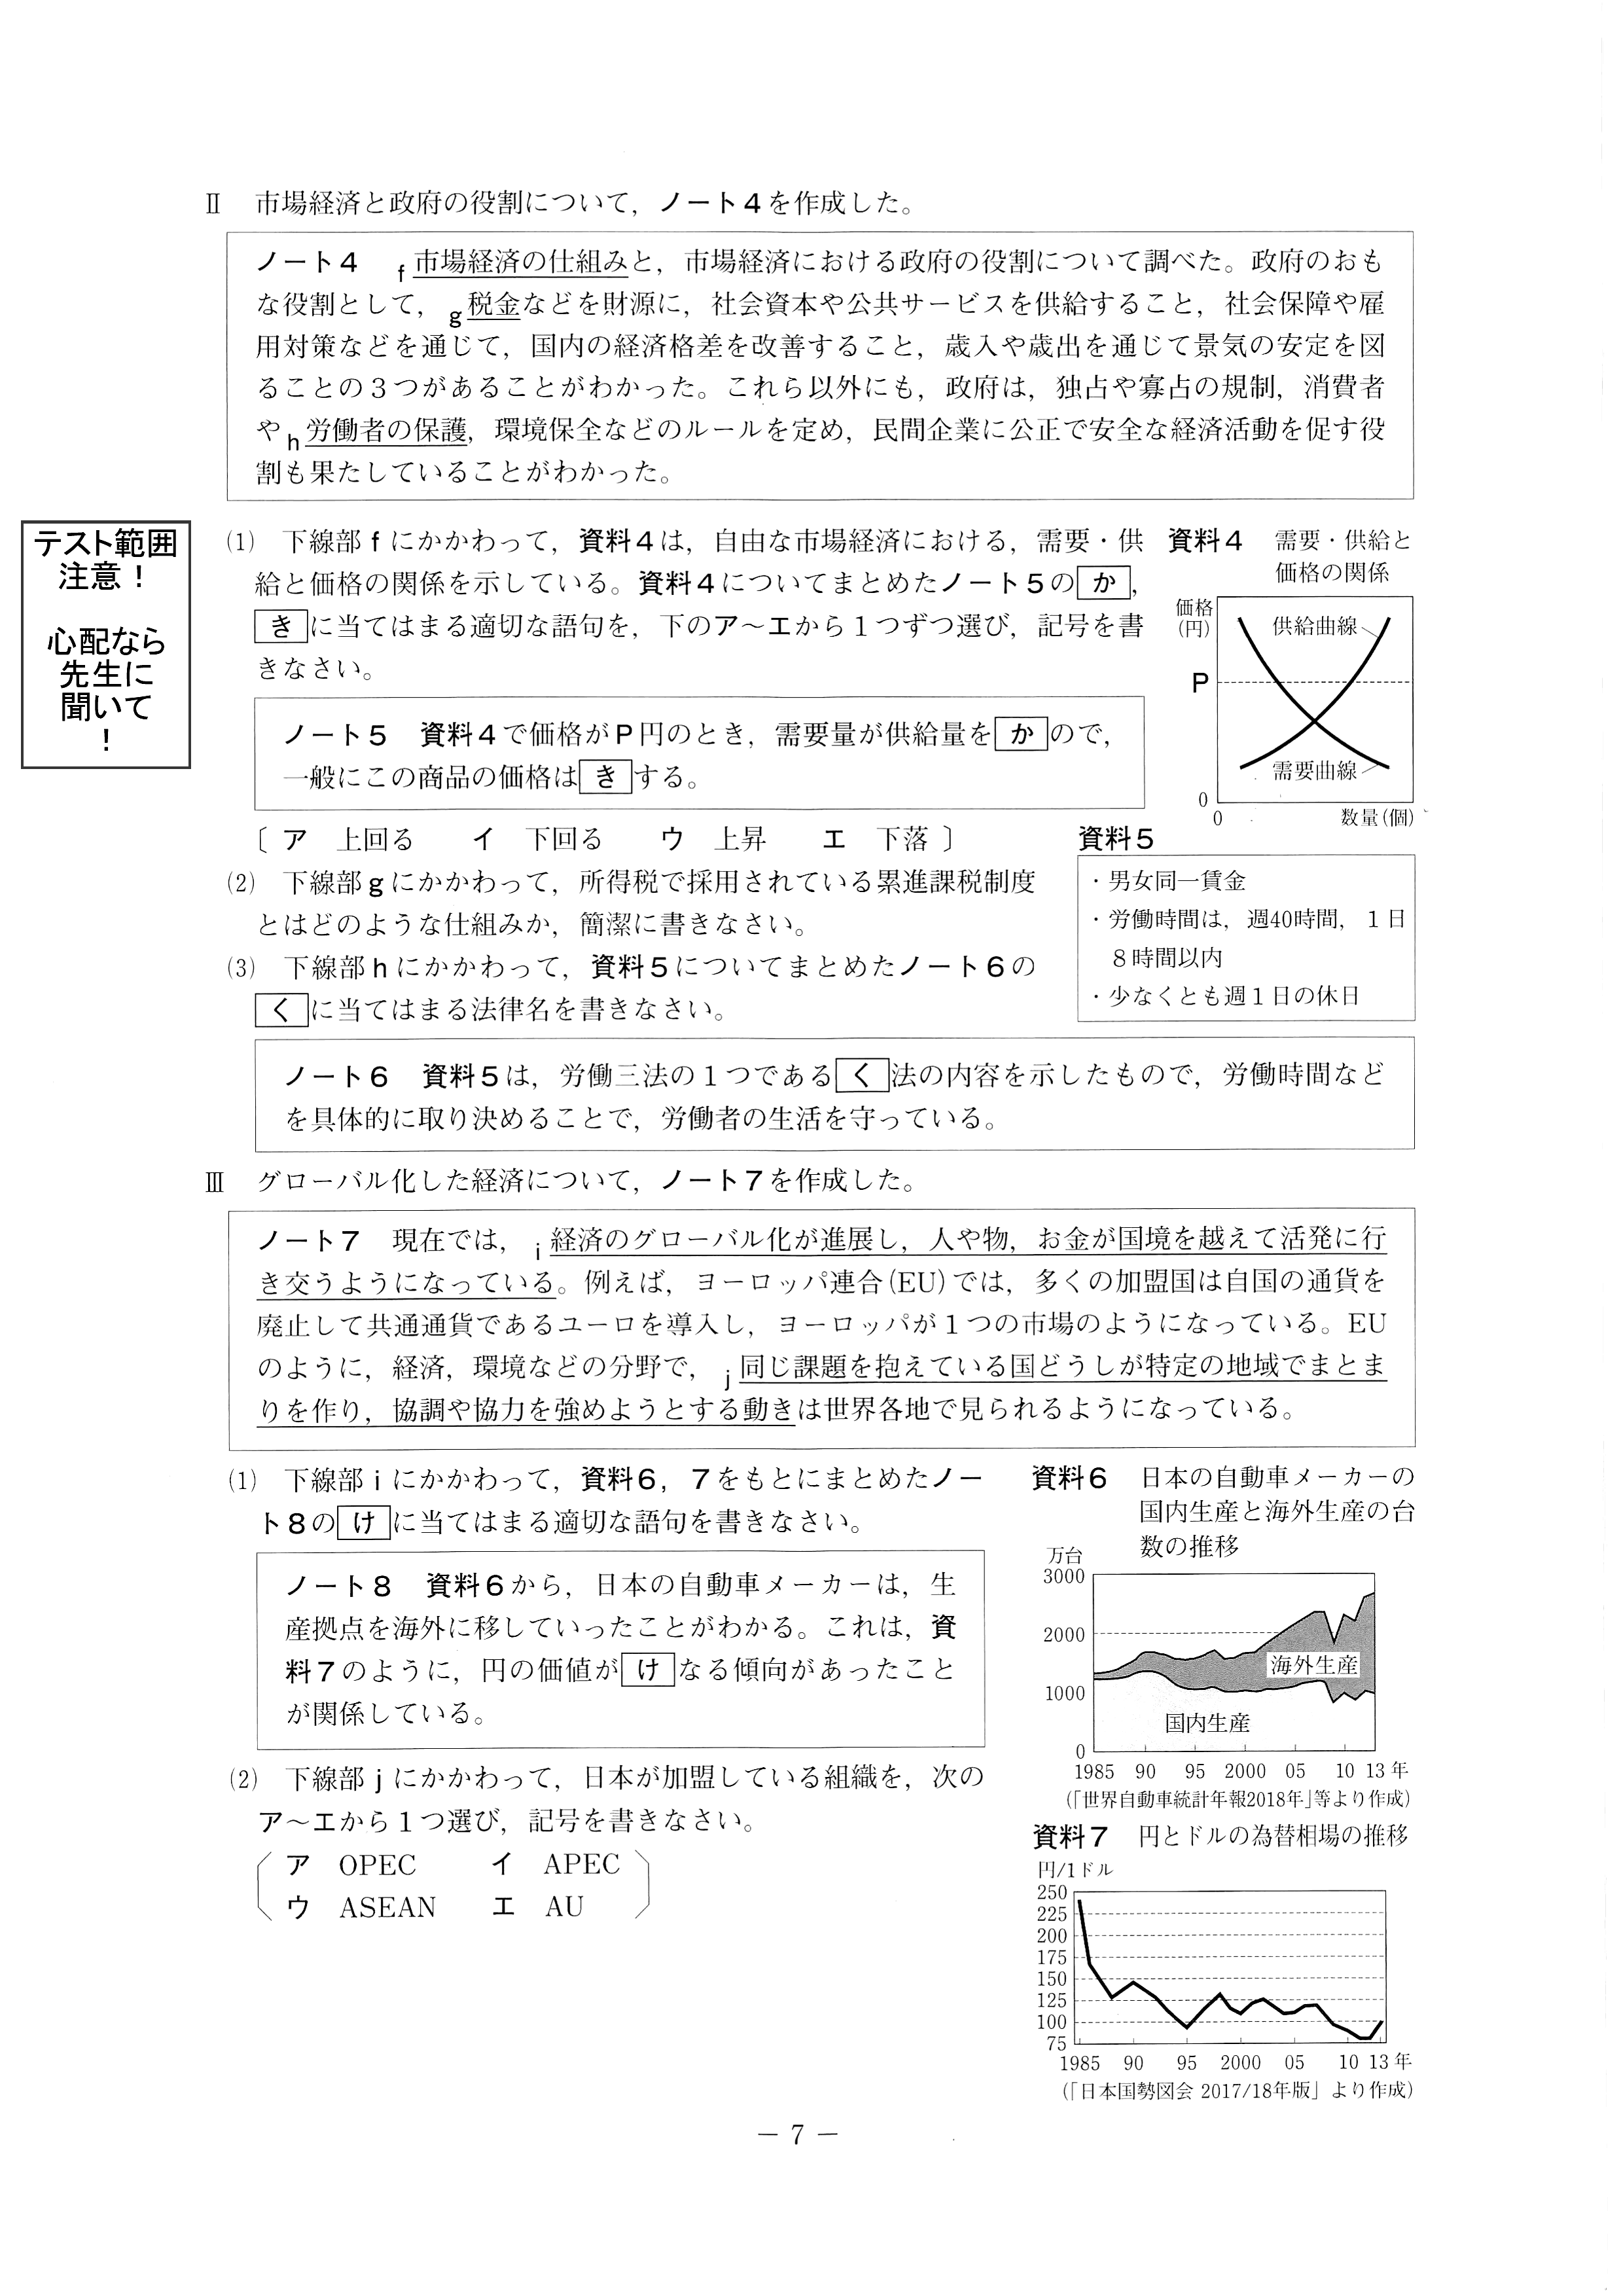 Ⅱ 市場経済と政府の役割について，ノート４を作成した。
ノート４ f市場経済の仕組みと，市場経済における政府の役割について調べた。政府のおも
な役割として，g税金などを財源に，社会資本や公共サービスを供給すること，社会保障や雇
用対策などを通じて，国内の経済格差を改善すること，歳入や歳出を通じて景気の安定を図
ることの３つがあることがわかった。これら以外にも，政府は，独占や寡占の規制，消費者
やh労働者の保護，環境保全などのルールを定め，民間企業に公正で安全な経済活動を促す役
割も果たしていることがわかった。
テスト範囲
注意！
心配なら
先生に
聞いて
！
(1) 下線部fにかかわって，資料４は，自由な市場経済における，需要・供
給と価格の関係を示している。資料４についてまとめたノート５のか，
きに当てはまる適切な語句を，下のア～エから１つずつ選び，記号を書
きなさい。
ノート５ 資料４で価格がＰ円のとき，需要量が供給量をかので，
一般にこの商品の価格はきする。
〔 ア 上回る イ 下回る ウ 上昇 エ 下落 〕
資料４ 需要・供給と
価格の関係
価格
(円)
供給曲線
P
需要曲線
0
0 数量(個)
(2) 下線部gにかかわって，所得税で採用されている累進課税制度
とはどのような仕組みか，簡潔に書きなさい。
(3) 下線部hにかかわって，資料５についてまとめたノート６の
くに当てはまる法律名を書きなさい。
資料５
・男女同一賃金
・労働時間は，週40時間，１日
８時間以内
・少なくとも週１日の休日
ノート６ 資料５は，労働三法の１つであるく法の内容を示したもので，労働時間など
を具体的に取り決めることで，労働者の生活を守っている。
Ⅲ グローバル化した経済について，ノート７を作成した。
ノート７ 現在では，i経済のグローバル化が進展し，人や物，お金が国境を越えて活発に行
き交うようになっている。例えば，ヨーロッパ連合(EU)では，多くの加盟国は自国の通貨を
廃止して共通通貨であるユーロを導入し，ヨーロッパが１つの市場のようになっている。EU
のように，経済，環境などの分野で，j同じ課題を抱えている国どうしが特定の地域でまとま
りを作り，協調や協力を強めようとする動きは世界各地で見られるようになっている。
(1) 下線部iにかかわって，資料６，７をもとにまとめたノー
ト８のけに当てはまる適切な語句を書きなさい。
ノート８ 資料６から，日本の自動車メーカーは，生
産拠点を海外に移していったことがわかる。これは，資
料７のように，円の価値がけなる傾向があったこと
が関係している。
(2) 下線部jにかかわって，日本が加盟している組織を，次の
ア～エから１つ選び，記号を書きなさい。
ア OPEC イ APEC
ウ ASEAN エ AU
資料６ 日本の自動車メーカーの
国内生産と海外生産の台
数の推移
万台
3000
2000
海外生産
1000
国内生産
0
1985 90 95 2000 05 10 13 年
(「世界自動車統計年報2018年」等より作成)
資料７ 円とドルの為替相場の推移
円/1ドル
250
225
200
175
150
125
100
75
1985 90 95 2000 05 10 13 年
(「日本国勢図会 2017/18年版」より作成)
－ 7 －